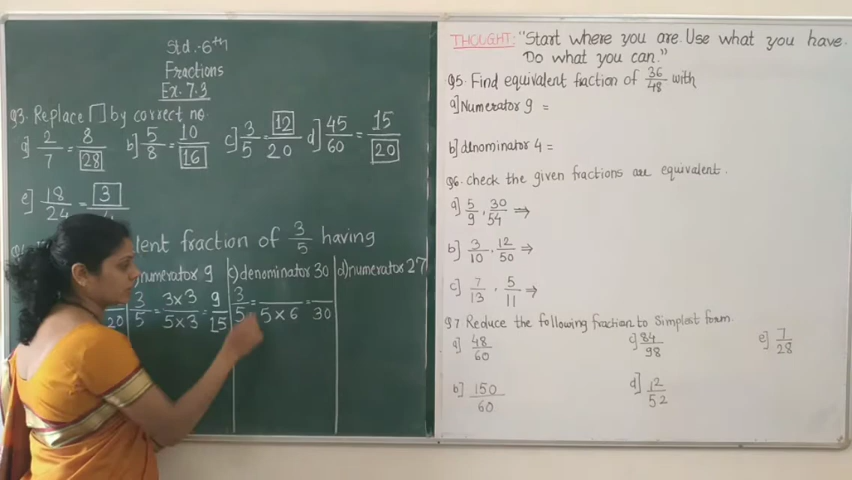 Std.-6th
Fractions
Ex. 7.3
Q3. Replace □ by correct no
a] 2/7 = 8/28 b] 5/8 = 10/16 c] 3/5 = 12/20 d] 45/60 = 15/20
e] 18/24 = 3/4
fraction of 3/5 having
numerator 9 c) denominator 30 d) numerator 27
20 3/5 = 3×3/5×3 = 9/15 3/5 = /5×6 = /30
THOUGHT: "Start where you are. Use what you have.
Do what you can."
Q5. Find equivalent fraction of 36/48 with
a] Numerator 9 =
b] denominator 4 =
Q6. check the given fractions are equivalent.
a] 5/9, 30/54 ⇒
b] 3/10, 12/50 ⇒
c] 7/13, 5/11 ⇒
Q7 Reduce the following fraction to Simplest form.
a] 48/60 c] 84/98 e] 7/28
b] 150/60 d] 12/52